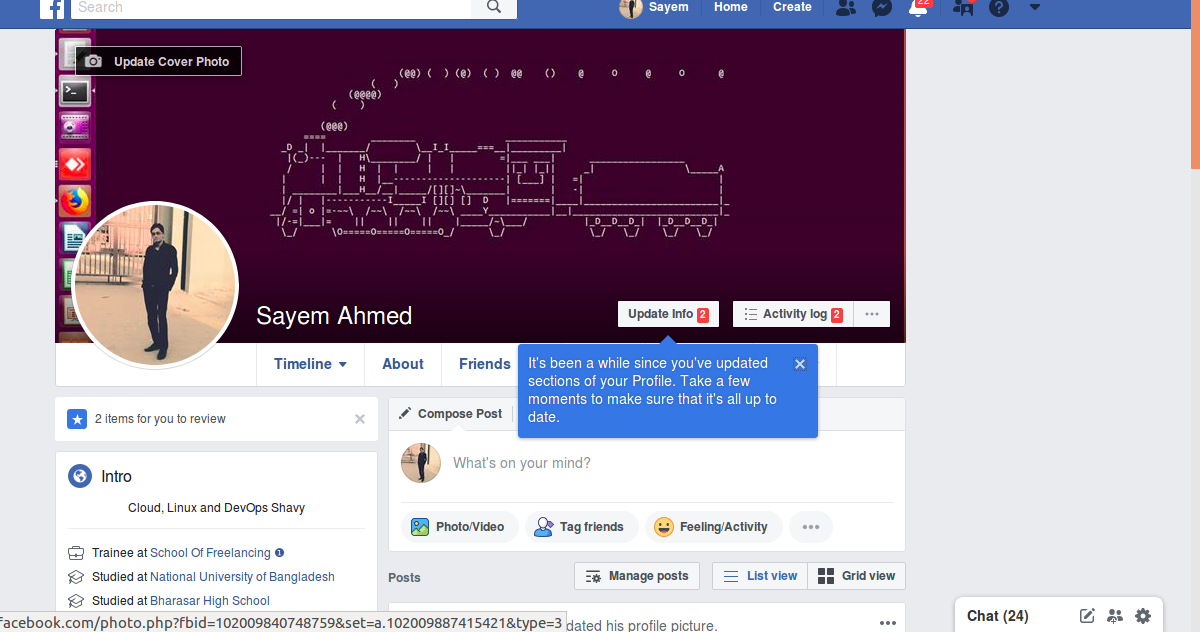 Search
Sayem
Home
Create
22
Update Cover Photo
(@@) ( ) (@) ( ) @@ () @ O @ O @
( )
(@@@@)
( )
(@@@)
Sayem Ahmed
Update Info 2
Activity log 2
Timeline
About
Friends
It's been a while since you've updated
sections of your Profile. Take a few
moments to make sure that it's all up to
date.
2 items for you to review
Compose Post
What's on your mind?
Intro
Cloud, Linux and DevOps Shavy
Photo/Video
Tag friends
Feeling/Activity
Trainee at School Of Freelancing
Studied at National University of Bangladesh
Studied at Bharasar High School
Posts
Manage posts
List view
Grid view
facebook.com/photo.php?fbid=102009840748759&set=a.102009887415421&type=3
dated his profile picture.
Chat (24)